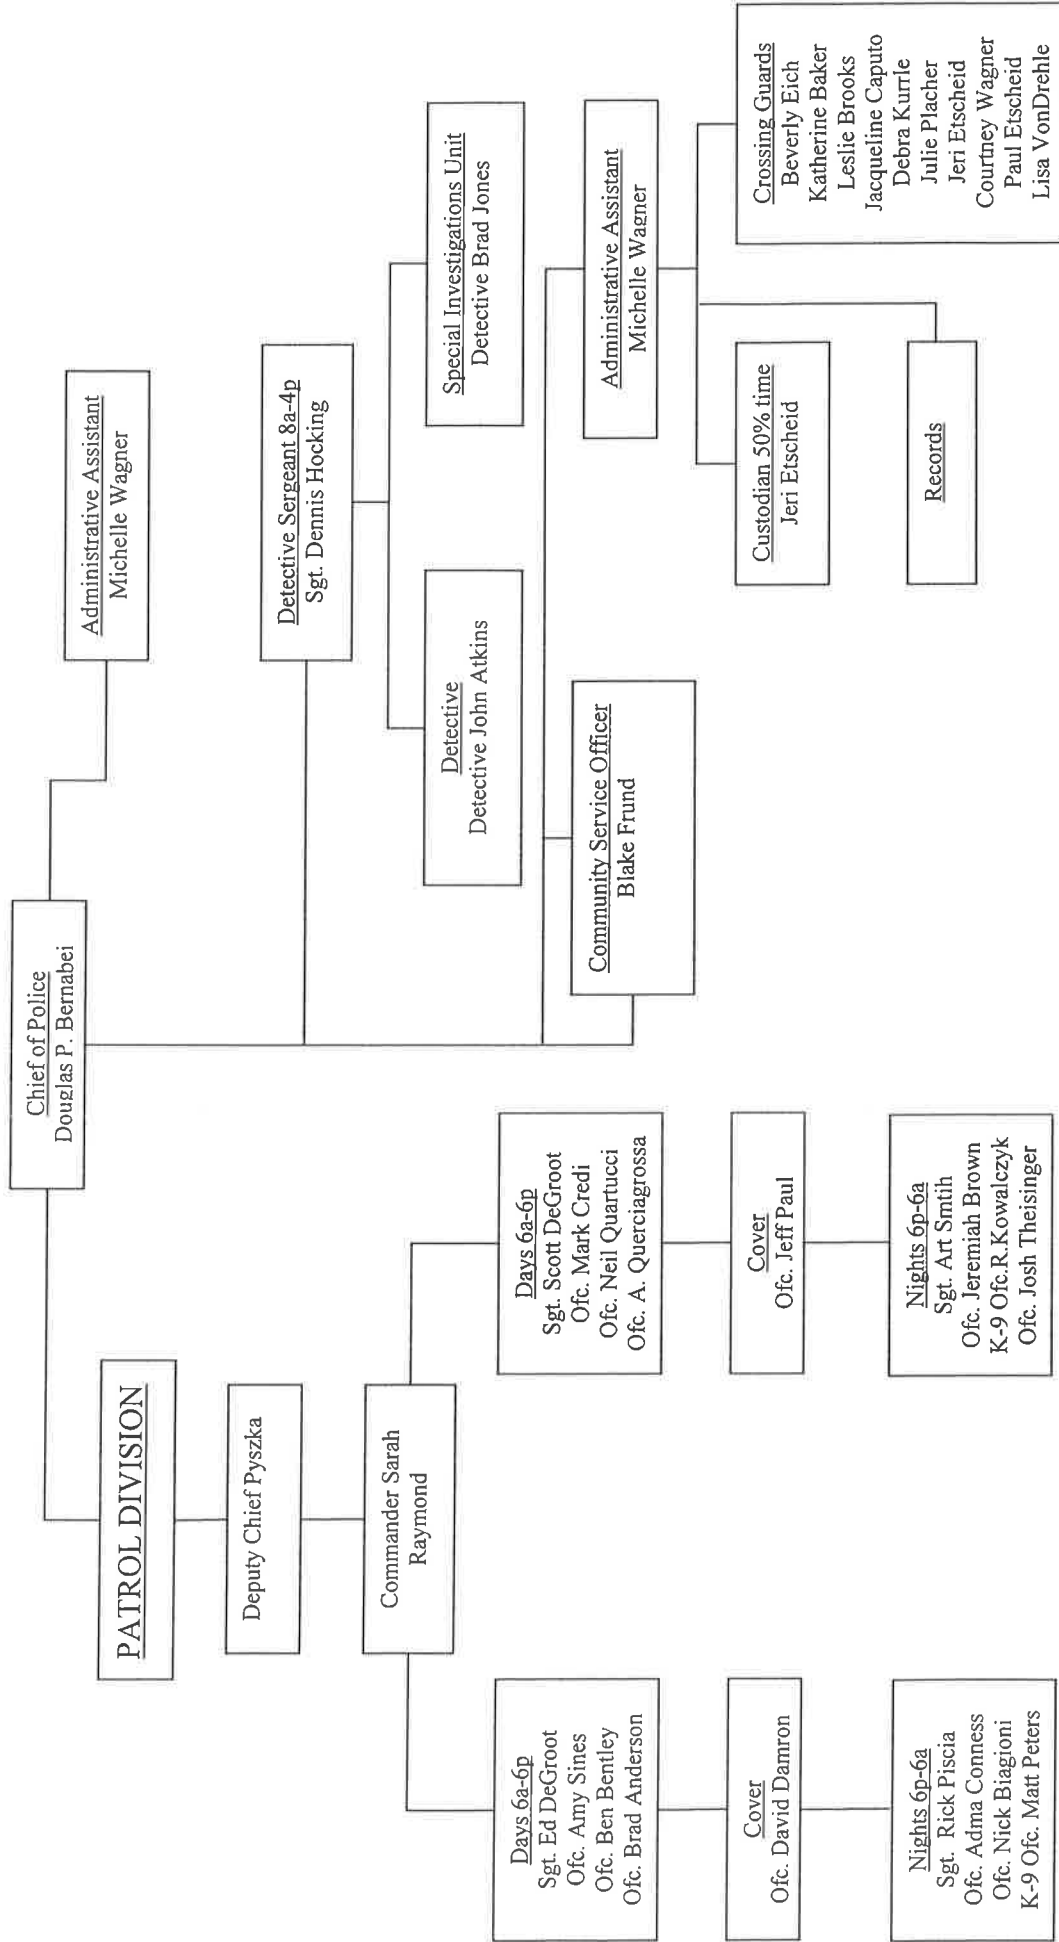 Chief of Police
Douglas P. Bernabei
Administrative Assistant
Michelle Wagner
PATROL DIVISION
Deputy Chief Pyszka
Commander Sarah
Raymond
Days 6a-6p
Sgt. Ed DeGroot
Ofc. Amy Sines
Ofc. Ben Bentley
Ofc. Brad Anderson
Cover
Ofc. David Damron
Nights 6p-6a
Sgt. Rick Piscia
Ofc. Adma Conness
Ofc. Nick Biagioni
K-9 Ofc. Matt Peters
Days 6a-6p
Sgt. Scott DeGroot
Ofc. Mark Credi
Ofc. Neil Quartucci
Ofc. A. Querciagrossa
Cover
Ofc. Jeff Paul
Nights 6p-6a
Sgt. Art Smtih
Ofc. Jeremiah Brown
K-9 Ofc.R.Kowalczyk
Ofc. Josh Theisinger
Detective Sergeant 8a-4p
Sgt. Dennis Hocking
Detective
Detective John Atkins
Special Investigations Unit
Detective Brad Jones
Community Service Officer
Blake Frund
Administrative Assistant
Michelle Wagner
Custodian 50% time
Jeri Etscheid
Records
Crossing Guards
Beverly Eich
Katherine Baker
Leslie Brooks
Jacqueline Caputo
Debra Kurrle
Julie Placher
Jeri Etscheid
Courtney Wagner
Paul Etscheid
Lisa VonDrehle